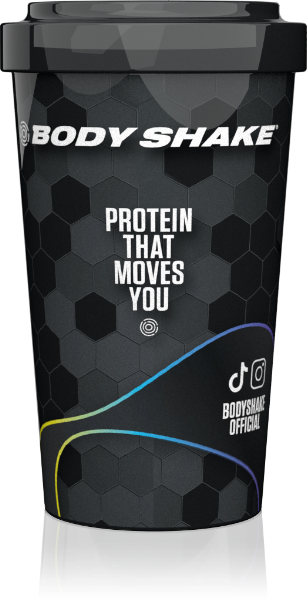 BODY SHAKE®
PROTEIN
THAT
MOVES
YOU
BODYSHAKE
OFFICIAL